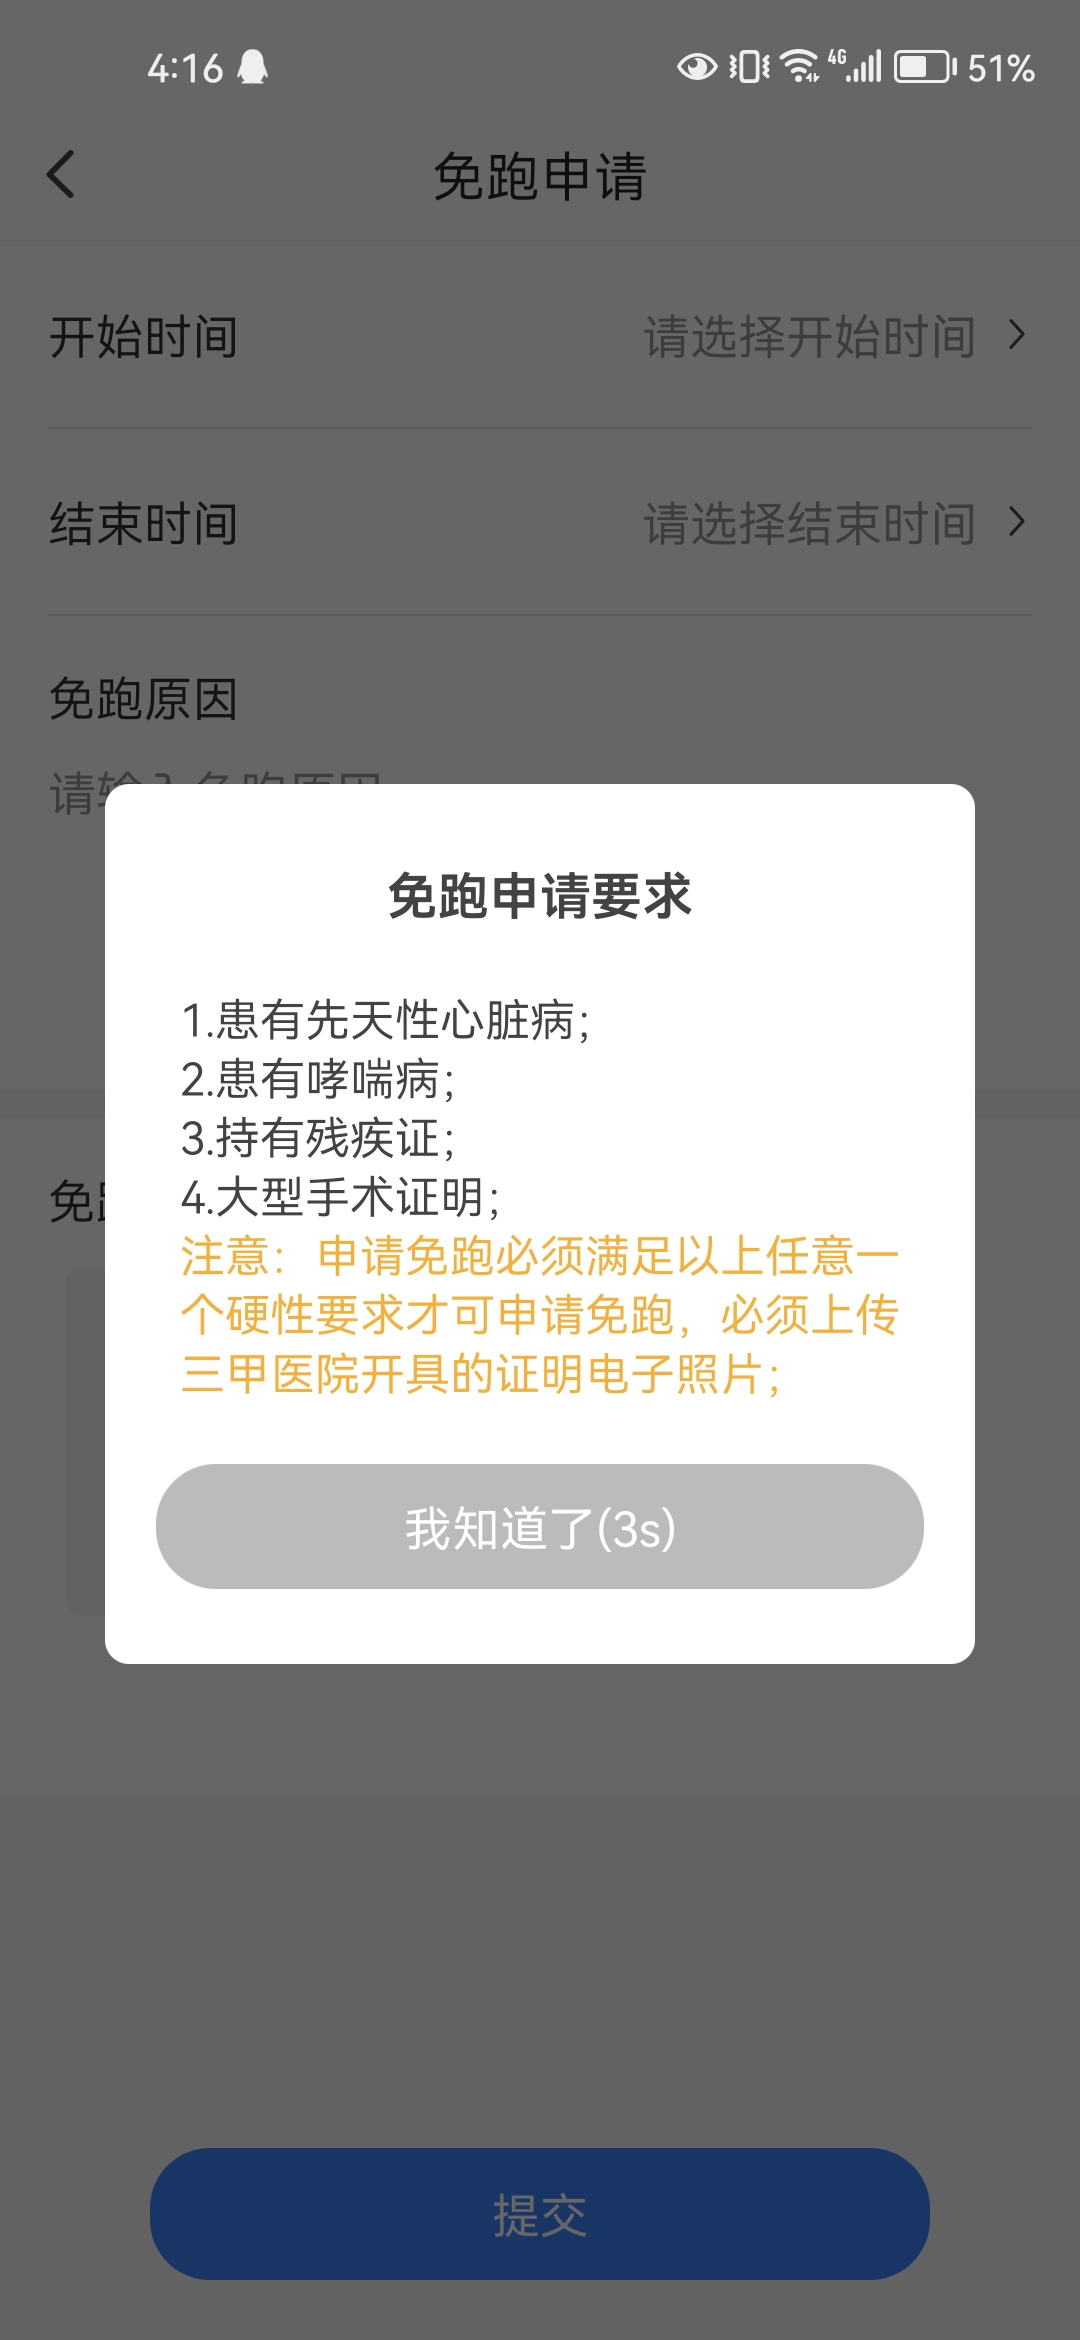 4:16 4G 51%
免跑申请
开始时间 请选择开始时间
结束时间 请选择结束时间
免跑原因
免跑申请要求
1.患有先天性心脏病；
2.患有哮喘病；
3.持有残疾证；
4.大型手术证明；
注意：申请免跑必须满足以上任意一
个硬性要求才可申请免跑，必须上传
三甲医院开具的证明电子照片；
我知道了(3s)
提交